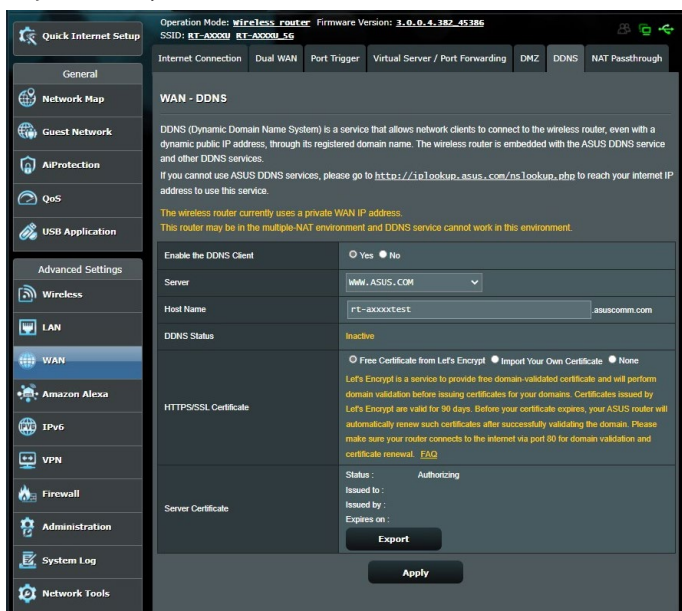 Operation Mode: Wireless router Firmware Version: 3.0.0.4.382_45386
SSID: RT-AXXXU RT-AXXXU_5G
Quick Internet Setup
General
Network Map
Guest Network
AiProtection
QoS
USB Application
Advanced Settings
Wireless
LAN
WAN
Amazon Alexa
IPv6
VPN
Firewall
Administration
System Log
Network Tools
Internet Connection Dual WAN Port Trigger Virtual Server / Port Forwarding DMZ DDNS NAT Passthrough
WAN - DDNS
DDNS (Dynamic Domain Name System) is a service that allows network clients to connect to the wireless router, even with a
dynamic public IP address, through its registered domain name. The wireless router is embedded with the ASUS DDNS service
and other DDNS services.
If you cannot use ASUS DDNS services, please go to http://iplookup.asus.com/nslookup.php to reach your internet IP
address to use this service.
The wireless router currently uses a private WAN IP address.
This router may be in the multiple-NAT environment and DDNS service cannot work in this environment.
Enable the DDNS Client Yes No
Server WWW.ASUS.COM
Host Name rt-axxxxtest .asuscomm.com
DDNS Status Inactive
HTTPS/SSL Certificate
Free Certificate from Let's Encrypt Import Your Own Certificate None
Let's Encrypt is a service to provide free domain-validated certificate and will perform
domain validation before issuing certificates for your domains. Certificates issued by
Let's Encrypt are valid for 90 days. Before your certificate expires, your ASUS router will
automatically renew such certificates after successfully validating the domain. Please
make sure your router connects to the internet via port 80 for domain validation and
certificate renewal. FAQ
Server Certificate
Status : Authorizing
Issued to :
Issued by :
Expires on :
Export
Apply